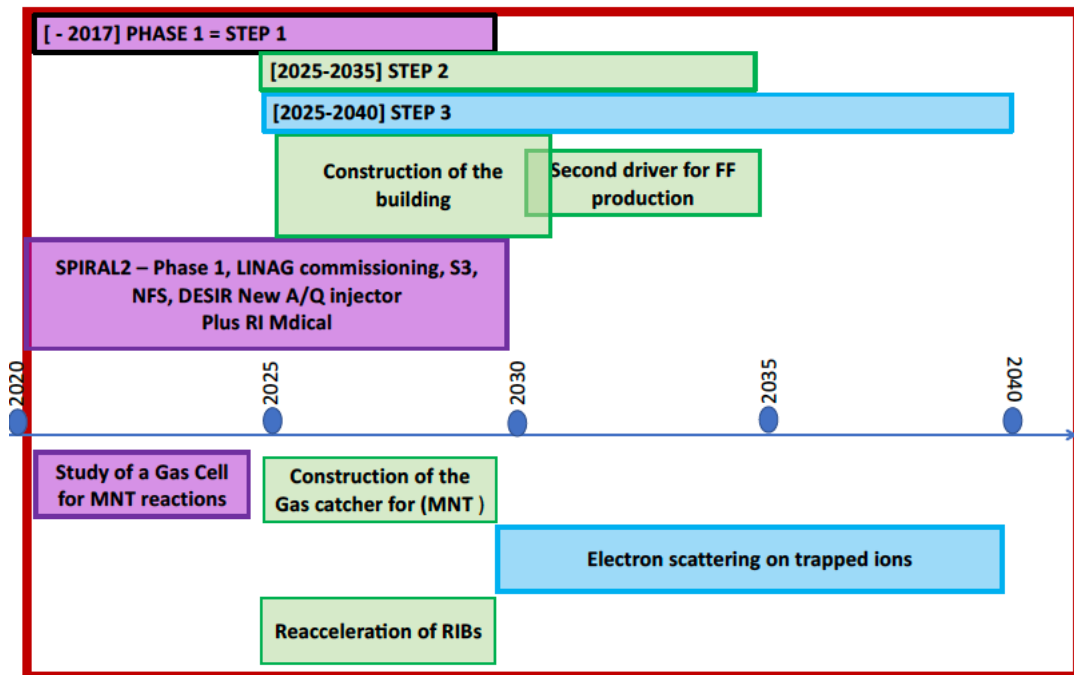 [ - 2017] PHASE 1 = STEP 1
[2025-2035] STEP 2
[2025-2040] STEP 3
Construction of the
building
Second driver for FF
production
SPIRAL2 – Phase 1, LINAG commissioning, S3,
NFS, DESIR New A/Q injector
Plus RI Mdical
2020
2025
2030
2035
2040
Study of a Gas Cell
for MNT reactions
Construction of the
Gas catcher for (MNT )
Electron scattering on trapped ions
Reacceleration of RIBs